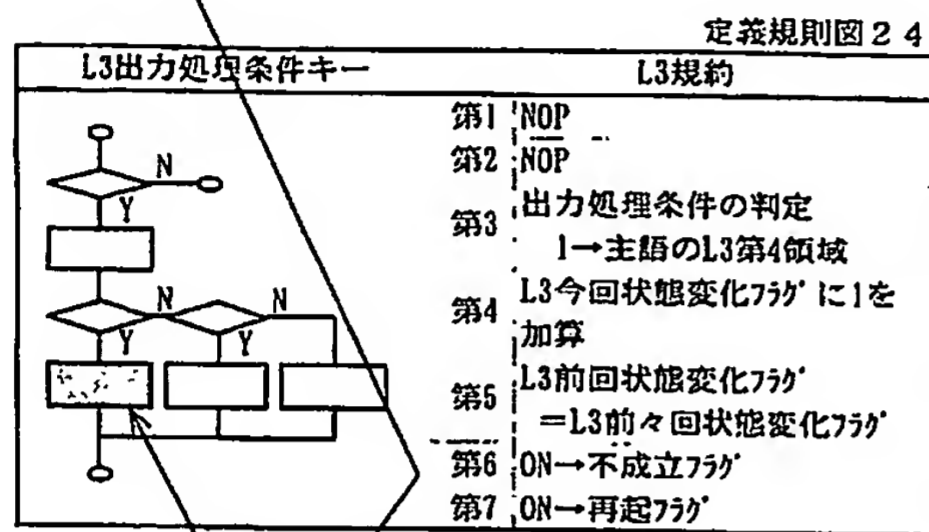 定義規則図24
L3出力処理条件キー
L3規約
N
Y
N
N
Y
Y
第1 NOP
第2 NOP
第3 出力処理条件の判定
1→主語のL3第4領域
第4 L3今回状態変化フラグに1を
加算
第5 L3前回状態変化フラグ
=L3前々回状態変化フラグ
第6 ON→不成立フラグ
第7 ON→再起フラグ